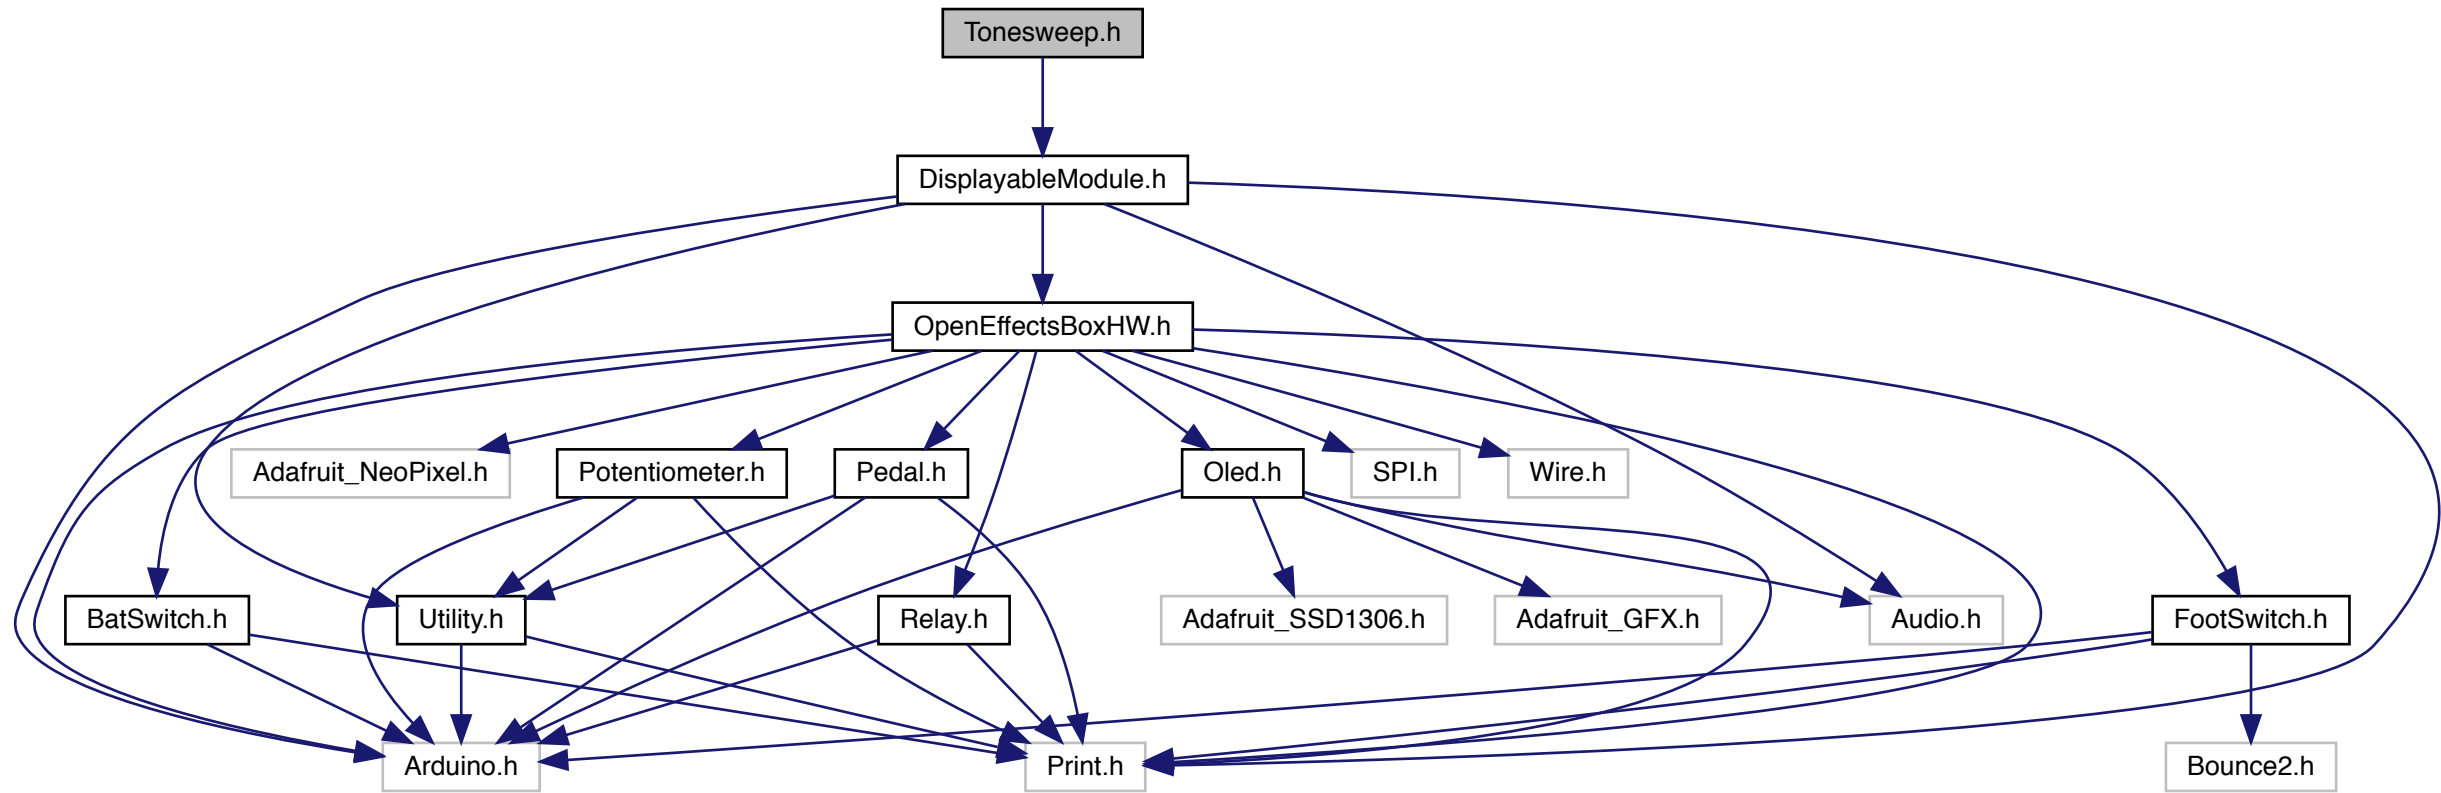 Tonesweep.h
DisplayableModule.h
OpenEffectsBoxHW.h
Adafruit_NeoPixel.h
Potentiometer.h
Pedal.h
Oled.h
SPI.h
Wire.h
BatSwitch.h
Utility.h
Relay.h
Adafruit_SSD1306.h
Adafruit_GFX.h
Audio.h
FootSwitch.h
Arduino.h
Print.h
Bounce2.h